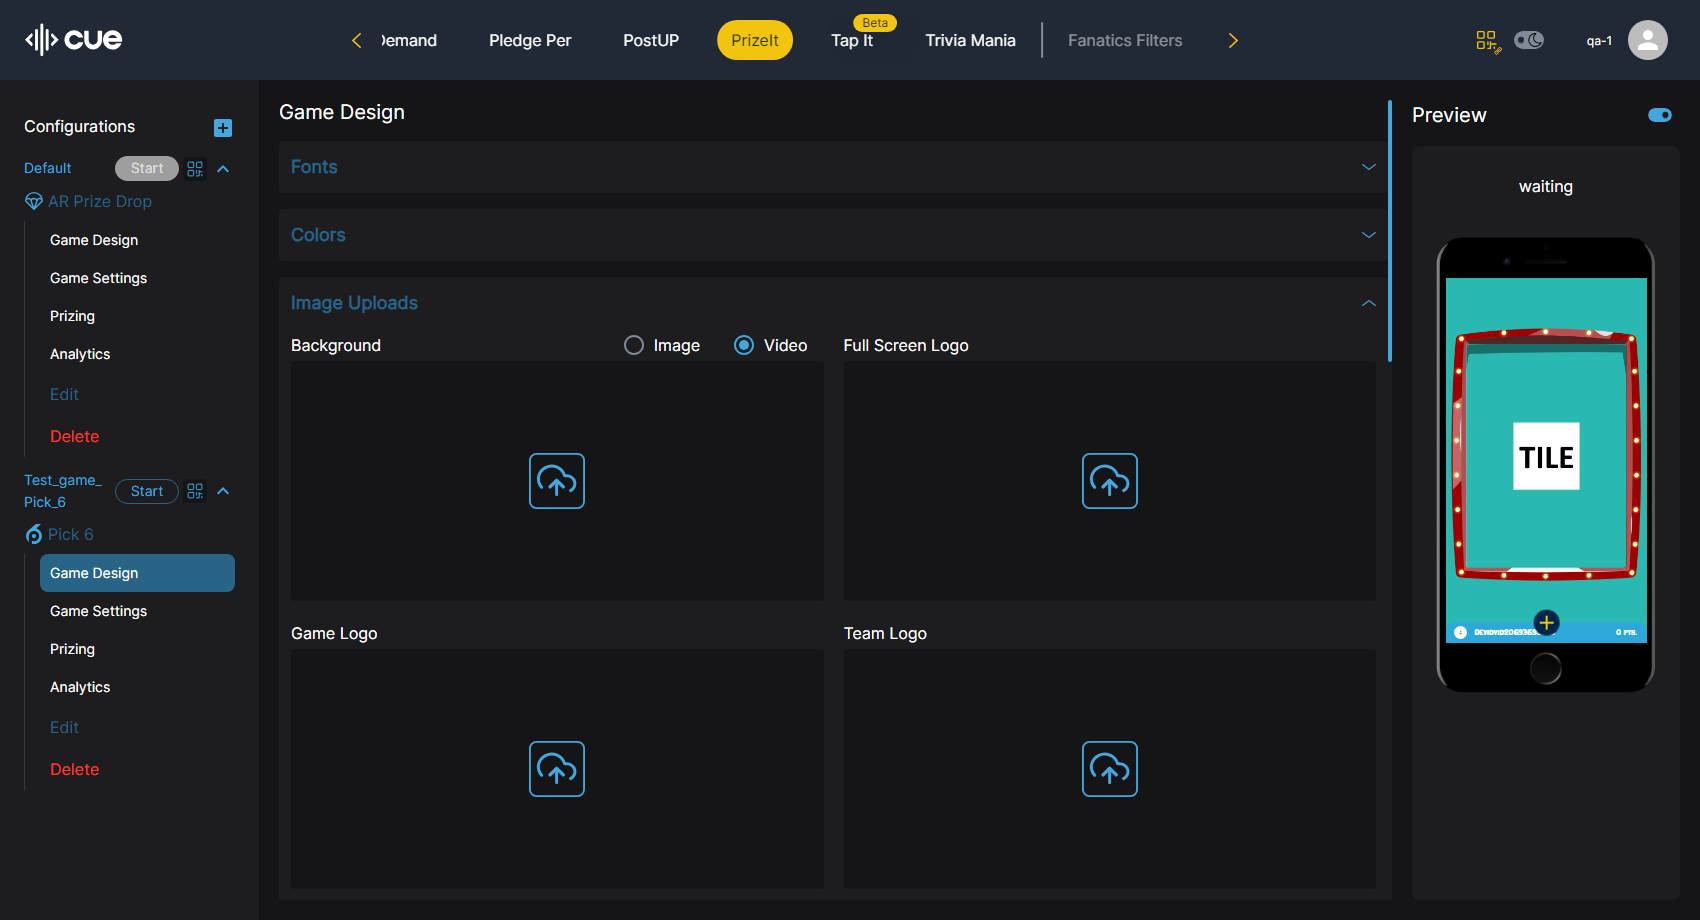 cue
Demand
Pledge Per
PostUP
PrizeIt
Beta
Tap It
Trivia Mania
Fanatics Filters
qa-1
Configurations
Default
Start
AR Prize Drop
Game Design
Game Settings
Prizing
Analytics
Edit
Delete
Test_game_
Pick_6
Start
Pick 6
Game Design
Game Settings
Prizing
Analytics
Edit
Delete
Game Design
Fonts
Colors
Image Uploads
Background
Image
Video
Full Screen Logo
Game Logo
Team Logo
Preview
waiting
TILE
0 PTS.